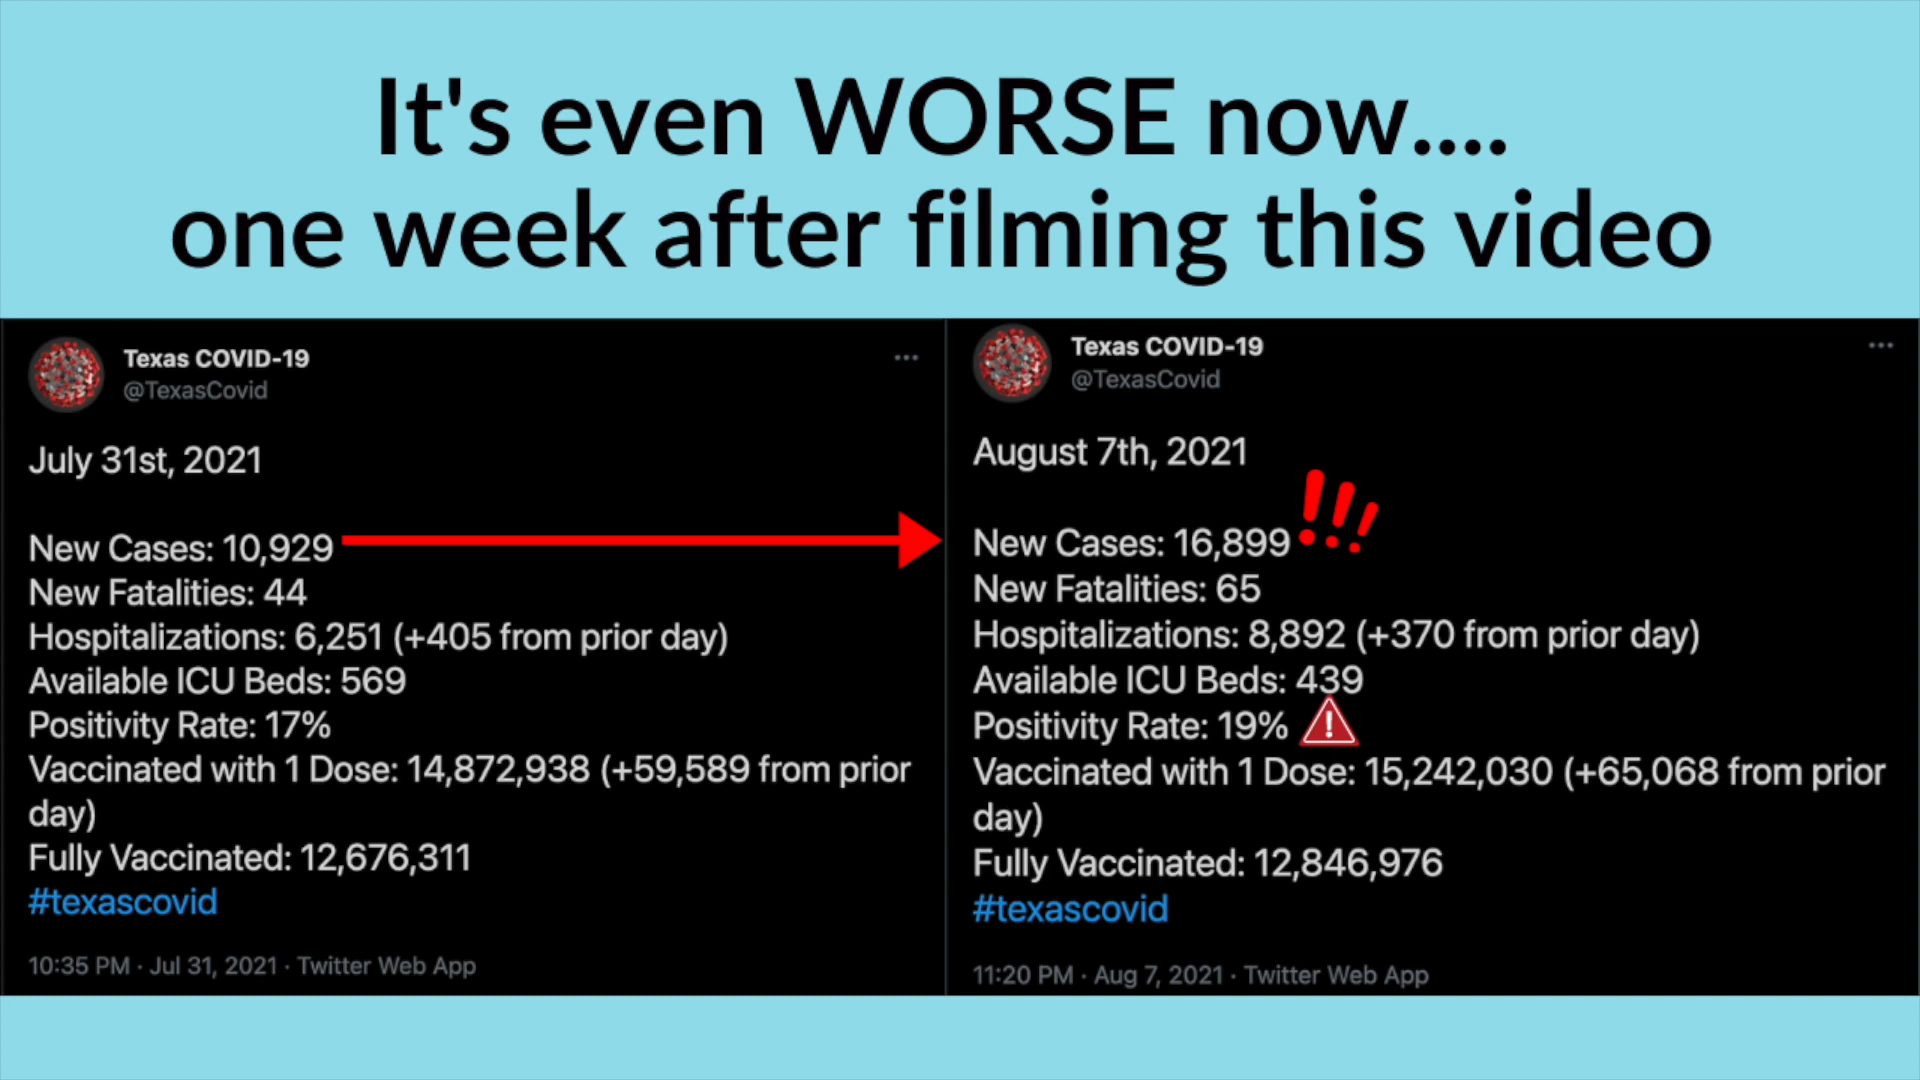 It's even WORSE now....
one week after filming this video
Texas COVID-19
@TexasCovid
July 31st, 2021
New Cases: 10,929
New Fatalities: 44
Hospitalizations: 6,251 (+405 from prior day)
Available ICU Beds: 569
Positivity Rate: 17%
Vaccinated with 1 Dose: 14,872,938 (+59,589 from prior
day)
Fully Vaccinated: 12,676,311
#texascovid
10:35 PM · Jul 31, 2021 · Twitter Web App
Texas COVID-19
@TexasCovid
August 7th, 2021
New Cases: 16,899 !!!
New Fatalities: 65
Hospitalizations: 8,892 (+370 from prior day)
Available ICU Beds: 439
Positivity Rate: 19%
Vaccinated with 1 Dose: 15,242,030 (+65,068 from prior
day)
Fully Vaccinated: 12,846,976
#texascovid
11:20 PM · Aug 7, 2021 · Twitter Web App